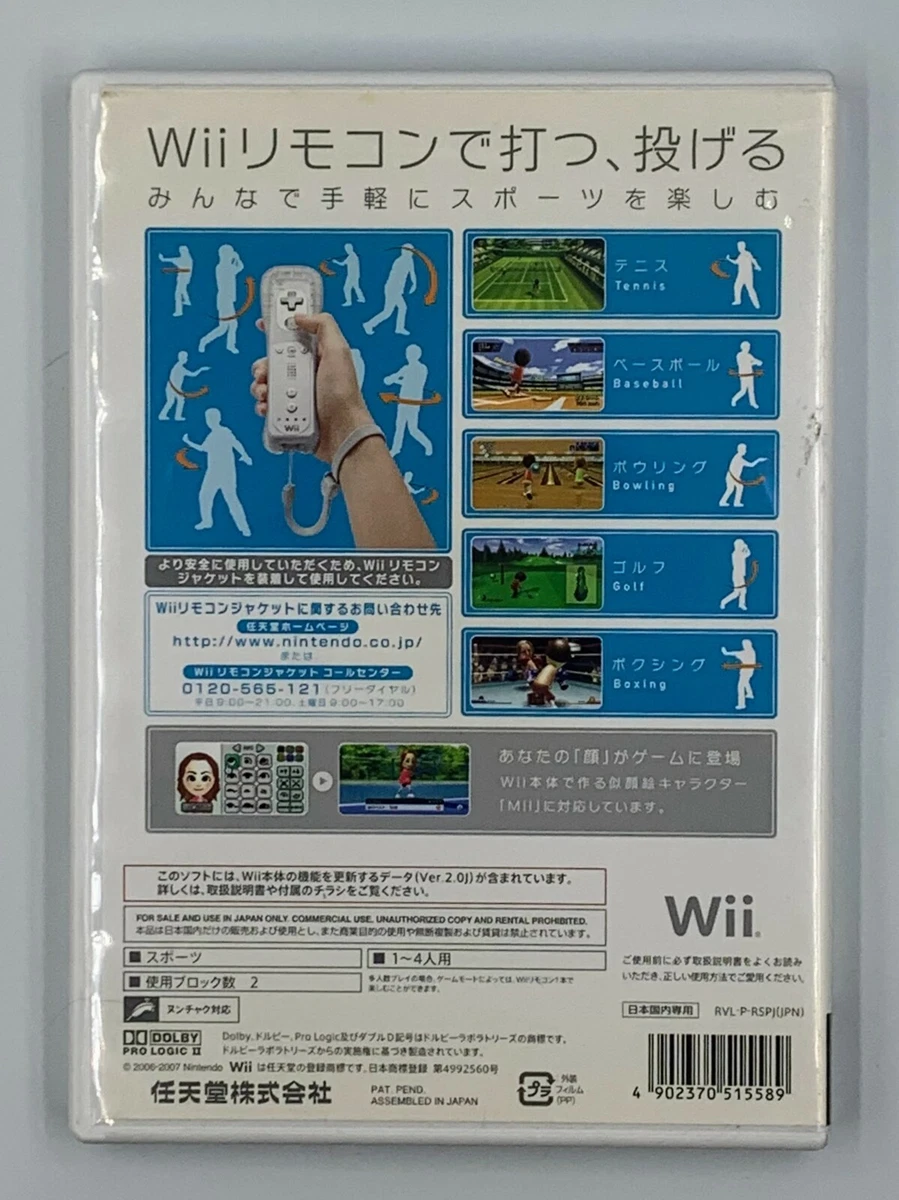 Wiiリモコンで打つ、投げる
みんなで手軽にスポーツを楽しむ
Wii
より安全に使用していただくため、Wii リモコン
ジャケットを装着して使用してください。
Wiiリモコンジャケットに関するお問い合わせ先
任天堂ホームページ
http://www.nintendo.co.jp/
または
Wii リモコンジャケット コールセンター
0120-565-121(フリーダイヤル)
平日9:00~21:00、土曜日9:00~17:00
テニス
Tennis
ベースボール
Baseball
ボウリング
Bowling
ゴルフ
Golf
ボクシング
Boxing
あなたの「顔」がゲームに登場
Wii本体で作る似顔絵キャラクター
「Mii」に対応しています。
このソフトには、Wii本体の機能を更新するデータ(Ver.2.0J)が含まれています。
詳しくは、取扱説明書や付属のチラシをご覧ください。
FOR SALE AND USE IN JAPAN ONLY. COMMERCIAL USE, UNAUTHORIZED COPY AND RENTAL PROHIBITED.
本品は日本国内だけの販売および使用とし、また商業目的の使用や無断複製および賃貸は禁止されています。
■スポーツ
■1~4人用
■使用ブロック数 2
多人数プレイの場合、ゲームモードによっては、Wiiリモコン1本で
楽しむことができます。
ヌンチャク対応
Wii
ご使用前に必ず取扱説明書をよくお読み
いただき、正しい使用方法でご愛用ください。
日本国内専用
RVL-P-RSPJ(JPN)
DOLBY
PRO LOGIC II
Dolby、ドルビー、Pro Logic及びダブルD記号はドルビーラボラトリーズの商標です。
ドルビーラボラトリーズからの実施権に基づき製造されています。
© 2006-2007 Nintendo Wii は任天堂の登録商標です。日本商標登録 第4992560号
任天堂株式会社
PAT. PEND.
ASSEMBLED IN JAPAN
プラ
:外装
フィルム
(PP)
4 902370 515589